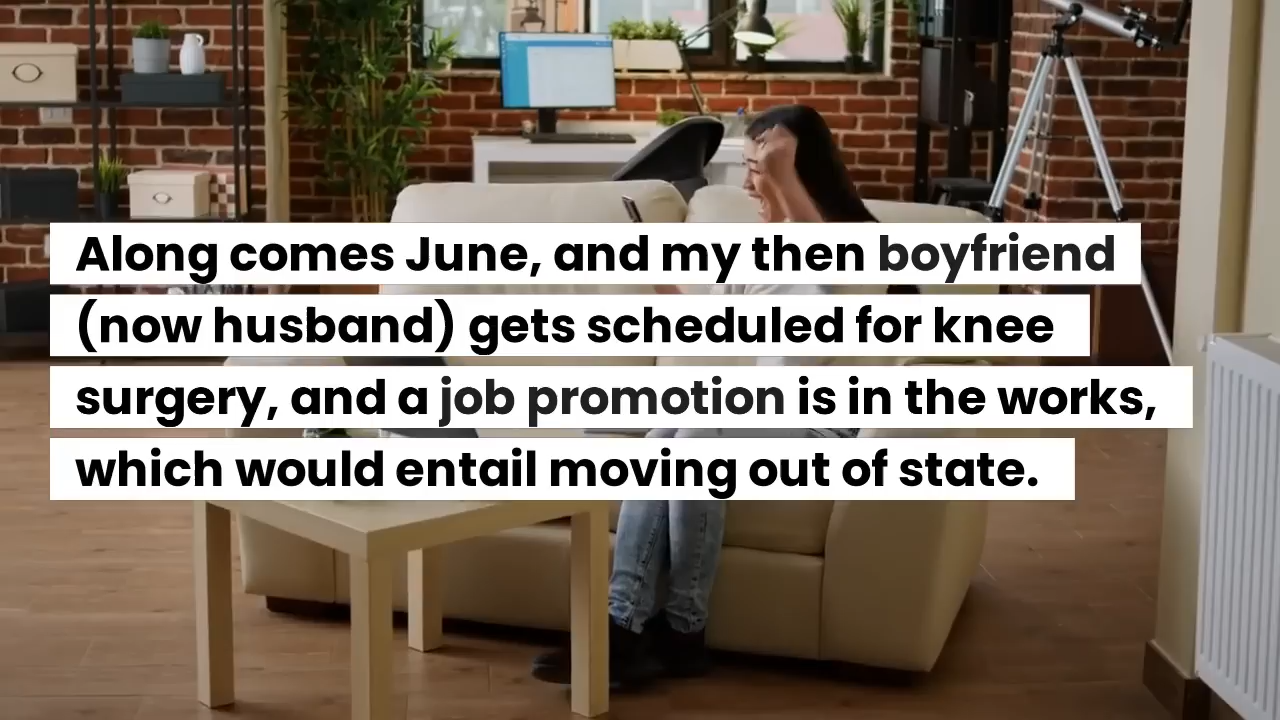 Along comes June, and my then boyfriend
(now husband) gets scheduled for knee
surgery, and a job promotion is in the works,
which would entail moving out of state.